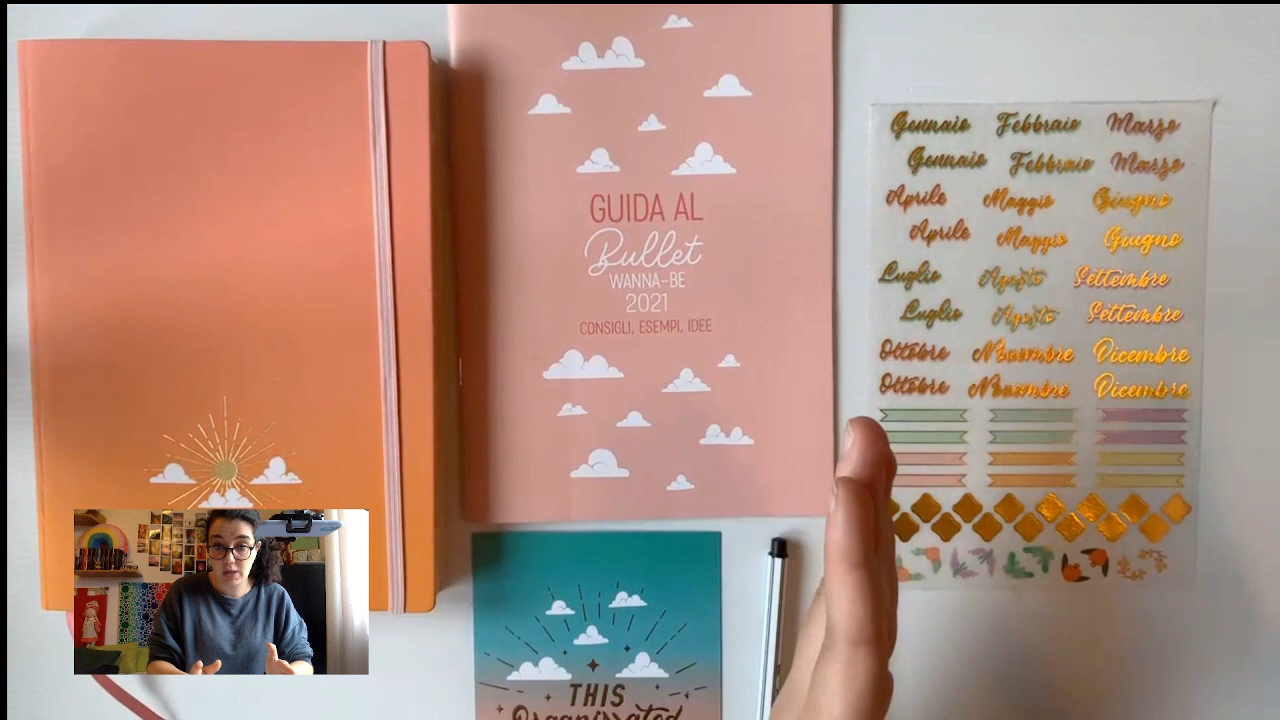 GUIDA AL
Bullet
WANNA-BE
2021
CONSIGLI, ESEMPI, IDEE
THIS
Gennaio Febbraio Marzo
Gennaio Febbraio Marzo
Aprile Maggio Giugno
Aprile Maggio Giugno
Luglio Agosto Settembre
Luglio Agosto Settembre
Ottobre Novembre Dicembre
Ottobre Novembre Dicembre